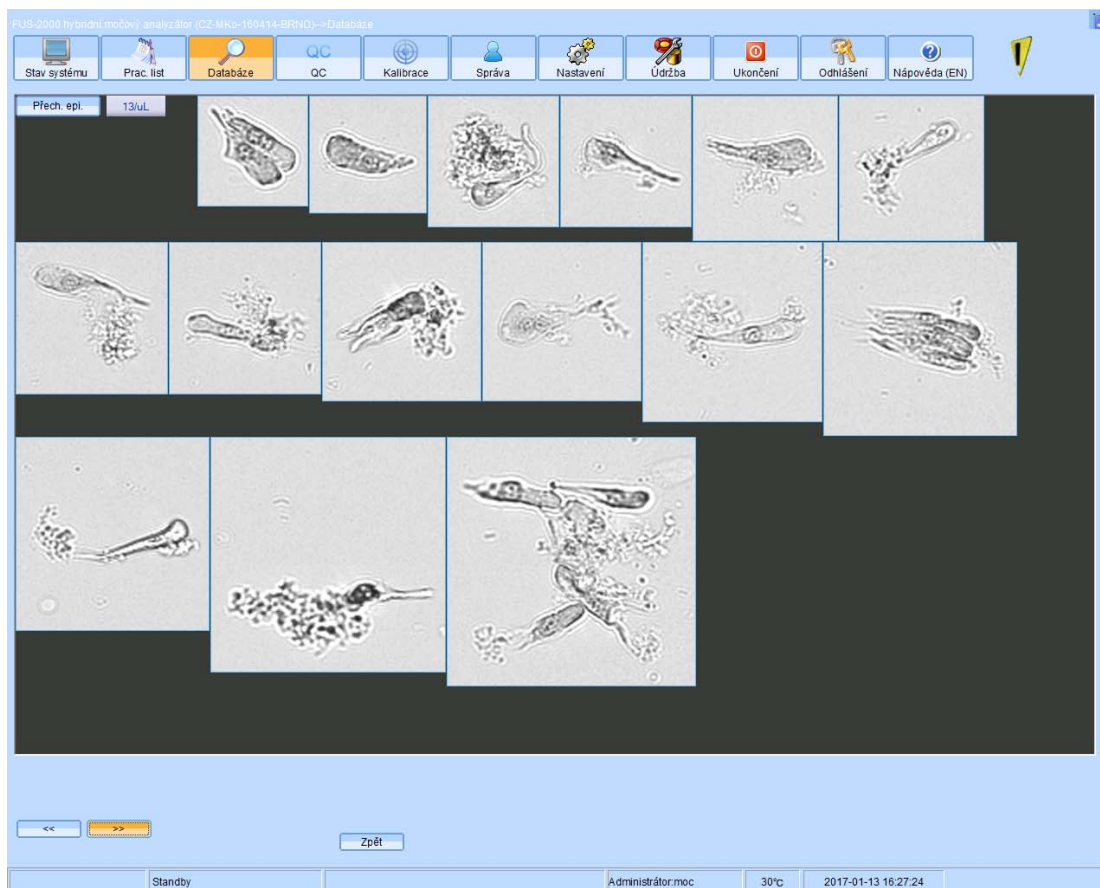 FUS-2000 hybridní močový analyzátor (CZ-MKb-160414-BRNO)-->Databáze
Stav systému Prac. list Databáze QC QC Kalibrace Správa Nastavení Údržba Ukončení Odhlášení Nápověda (EN)
Přech. epi. 13/uL
<< >>
Zpět
Standby Administrátor:moc 30℃ 2017-01-13 16:27:24